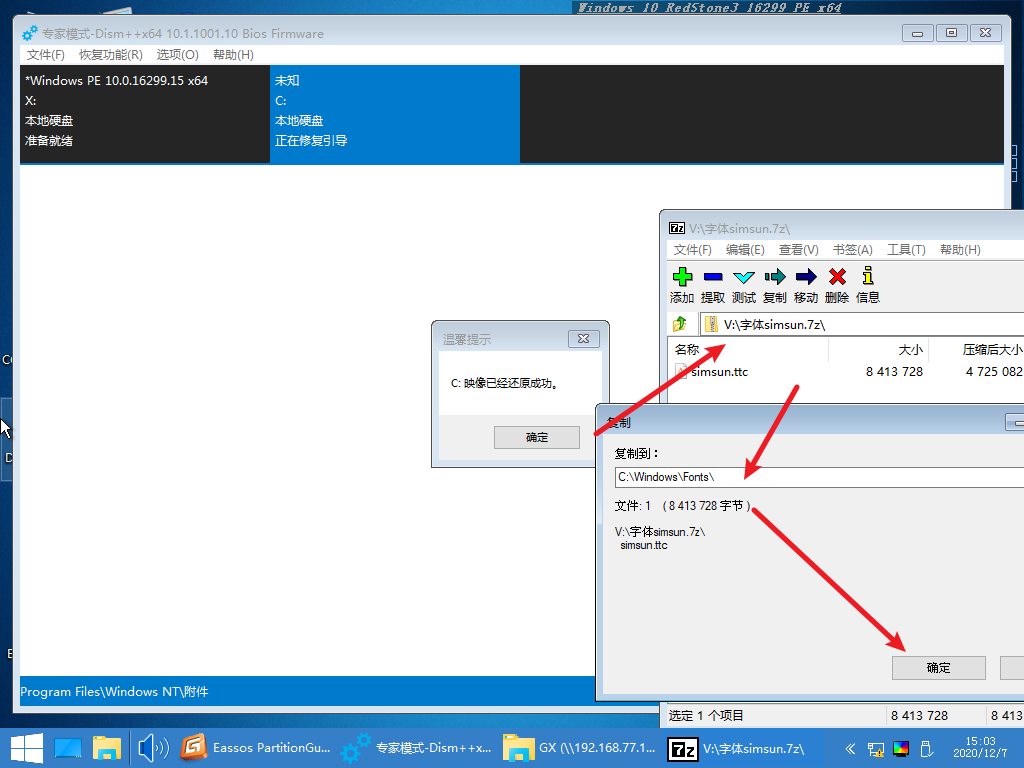 Windows 10 RedStone3 16299 PE x64
专家模式-Dism++x64 10.1.1001.10 Bios Firmware
文件(F) 恢复功能(R) 选项(O) 帮助(H)
*Windows PE 10.0.16299.15 x64
X:
本地硬盘
准备就绪
未知
C:
本地硬盘
正在修复引导
V:\字体simsun.7z\
文件(F) 编辑(E) 查看(V) 书签(A) 工具(T) 帮助(H)
添加 提取 测试 复制 移动 删除 信息
V:\字体simsun.7z\
名称 大小 压缩后大小
simsun.ttc 8 413 728 4 725 082
温馨提示
C: 映像已经还原成功。
确定
复制
复制到：
C:\Windows\Fonts\
文件: 1 ( 8 413 728 字节 )
V:\字体simsun.7z\
simsun.ttc
确定
Program Files\Windows NT\附件
选定 1 个项目 8 413 728 8 413
Eassos PartitionGu...
专家模式-Dism++x...
GX (\\192.168.77.1...
V:\字体simsun.7z\
15:03
2020/12/7